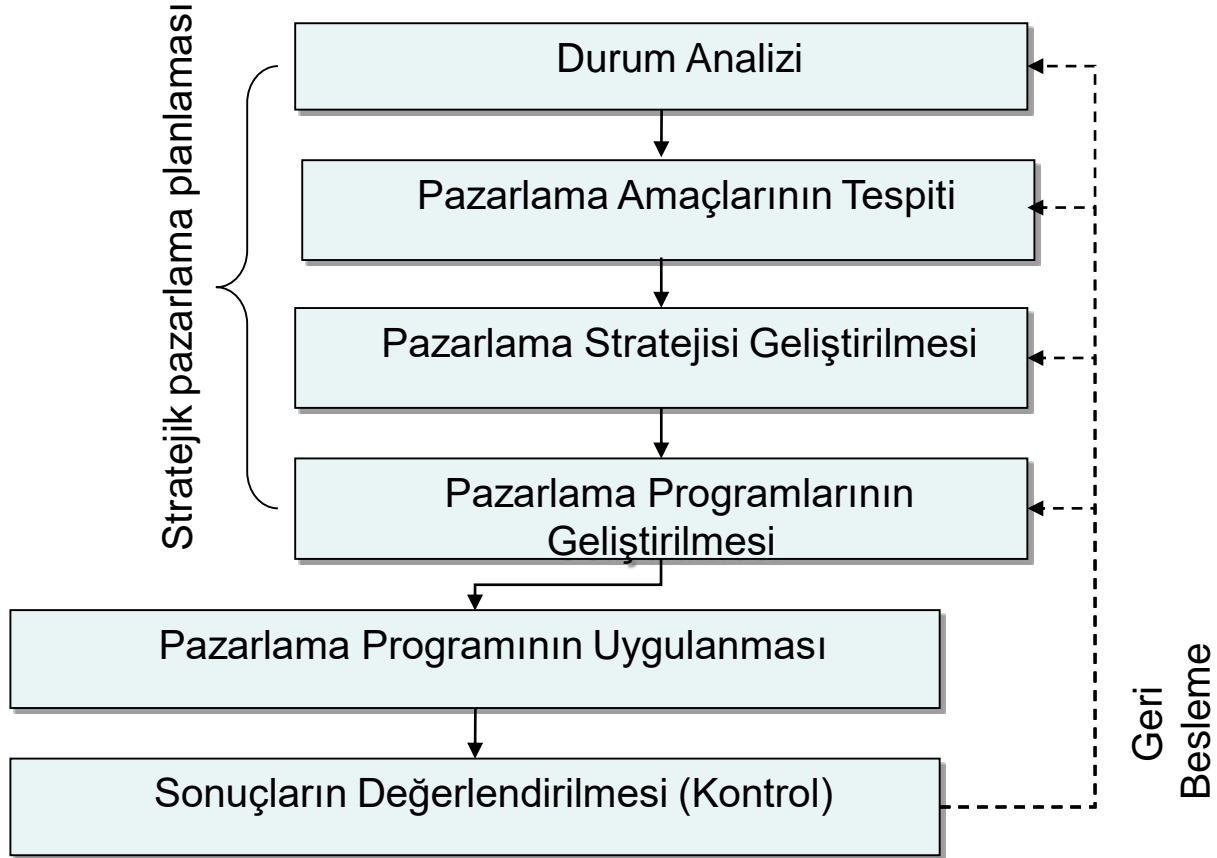 Stratejik pazarlama planlaması
Durum Analizi
Pazarlama Amaçlarının Tespiti
Pazarlama Stratejisi Geliştirilmesi
Pazarlama Programlarının
Geliştirilmesi
Pazarlama Programının Uygulanması
Sonuçların Değerlendirilmesi (Kontrol)
Geri
Besleme